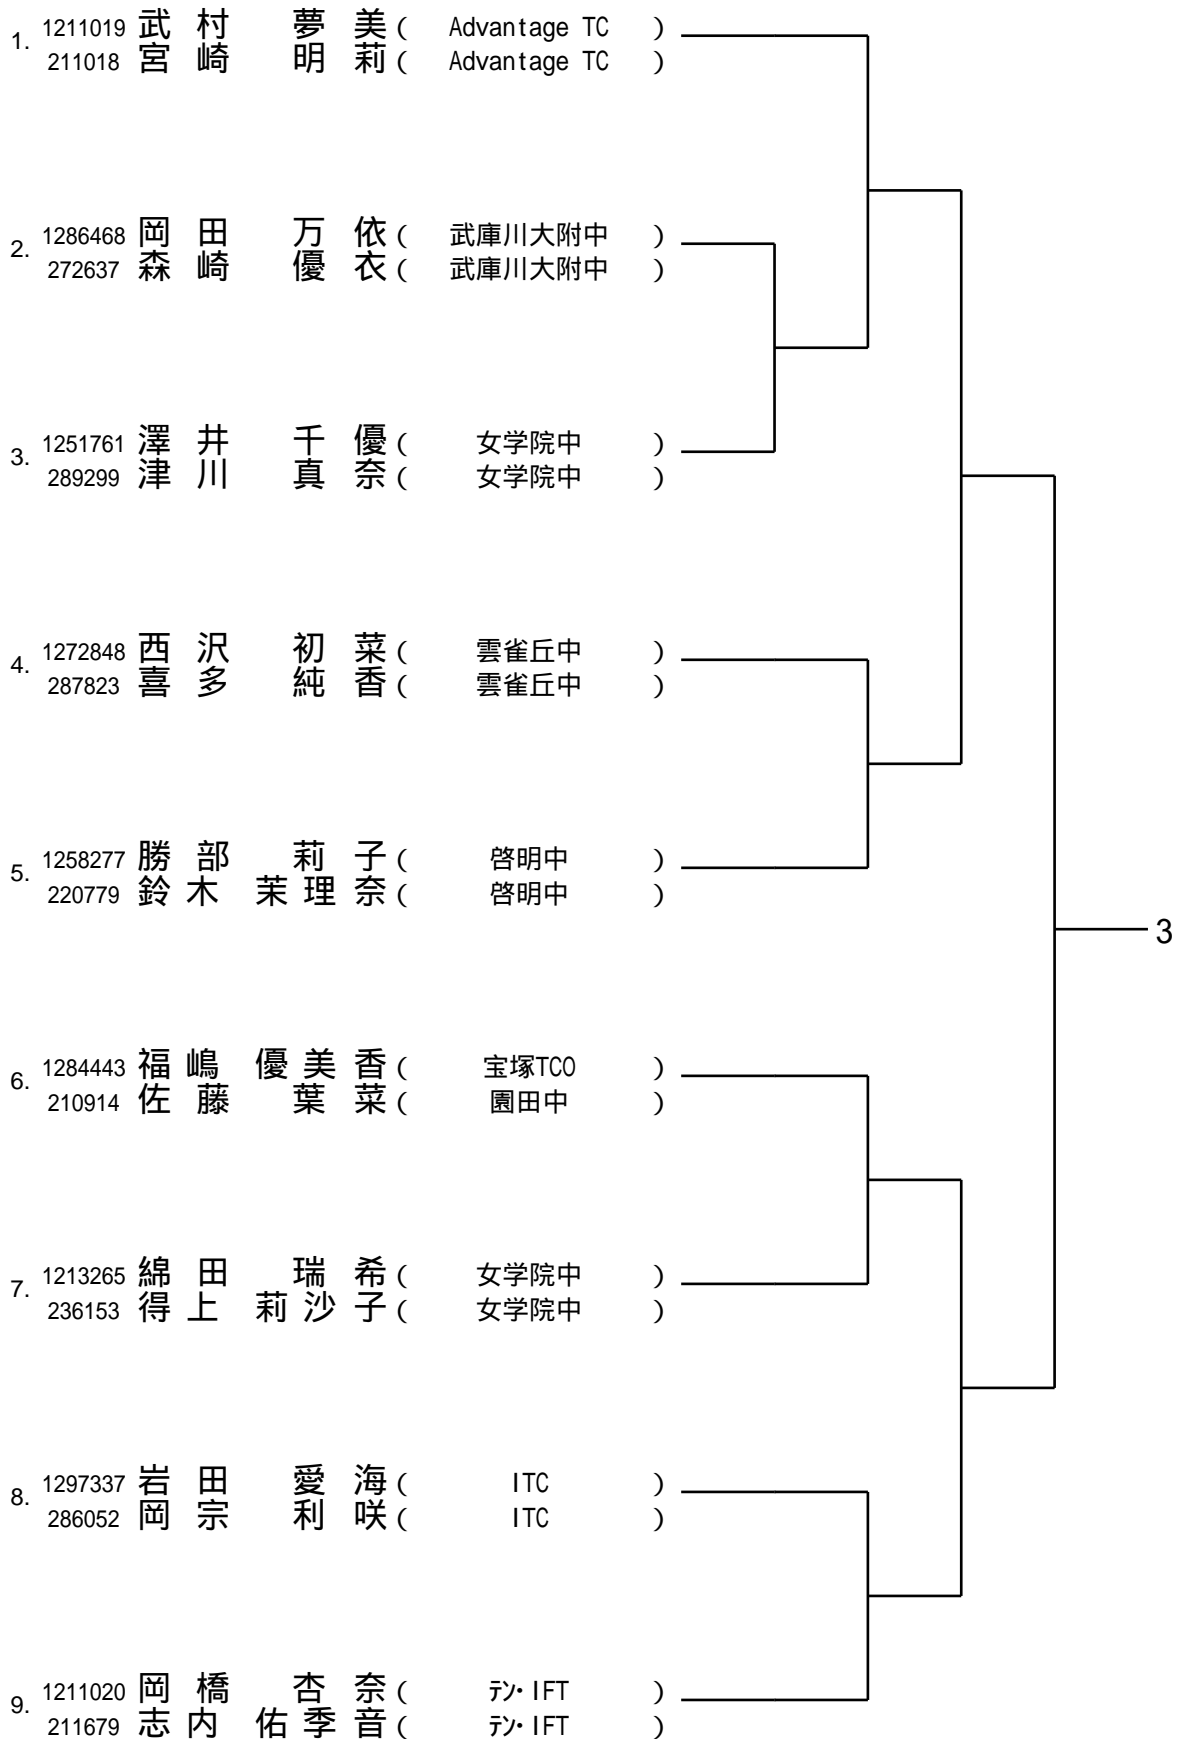 1. 1211019 武村 夢美 ( Advantage TC )
211018 宮崎 明莉 ( Advantage TC )
2. 1286468 岡田 万依 ( 武庫川大附中 )
272637 森崎 優衣 ( 武庫川大附中 )
3. 1251761 澤井 千優 ( 女学院中 )
289299 津川 真奈 ( 女学院中 )
4. 1272848 西沢 初菜 ( 雲雀丘中 )
287823 喜多 純香 ( 雲雀丘中 )
5. 1258277 勝部 莉子 ( 啓明中 )
220779 鈴木 茉理奈 ( 啓明中 )
3
6. 1284443 福嶋 優美香 ( 宝塚TCO )
210914 佐藤 葉菜 ( 園田中 )
7. 1213265 綿田 瑞希 ( 女学院中 )
236153 得上 莉沙子 ( 女学院中 )
8. 1297337 岩田 愛海 ( ITC )
286052 岡宗 利咲 ( ITC )
9. 1211020 岡橋 杏奈 ( テン・IFT )
211679 志内 佑季音 ( テン・IFT )